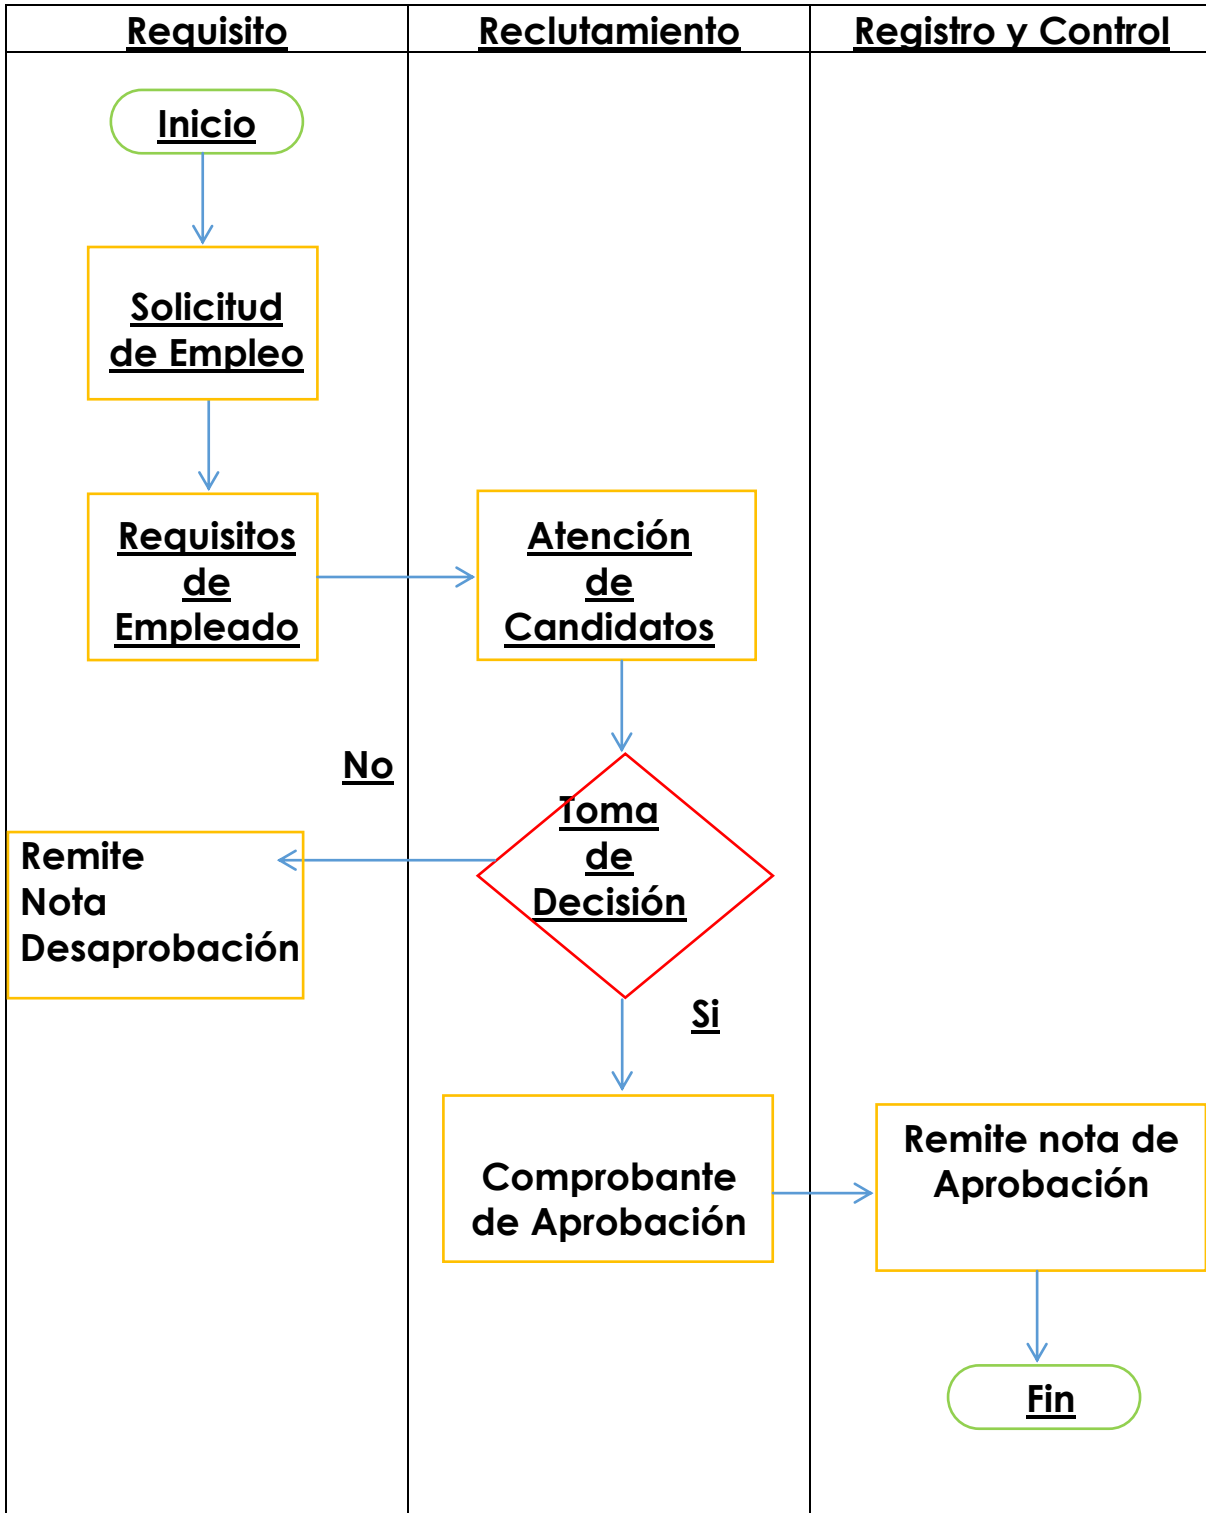 Requisito
Reclutamiento
Registro y Control
Inicio
Solicitud
de Empleo
Requisitos
de
Empleado
Atención
de
Candidatos
No
Toma
de
Decisión
Remite
Nota
Desaprobación
Si
Comprobante
de Aprobación
Remite nota de
Aprobación
Fin